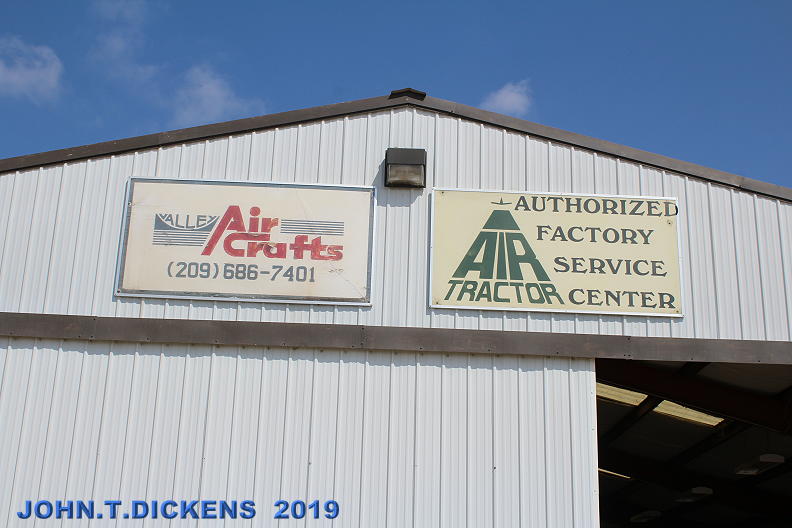 VALLEY
Air
Crafts
(209) 686-7401
AUTHORIZED
FACTORY
SERVICE
CENTER
AIR
TRACTOR
JOHN.T.DICKENS 2019